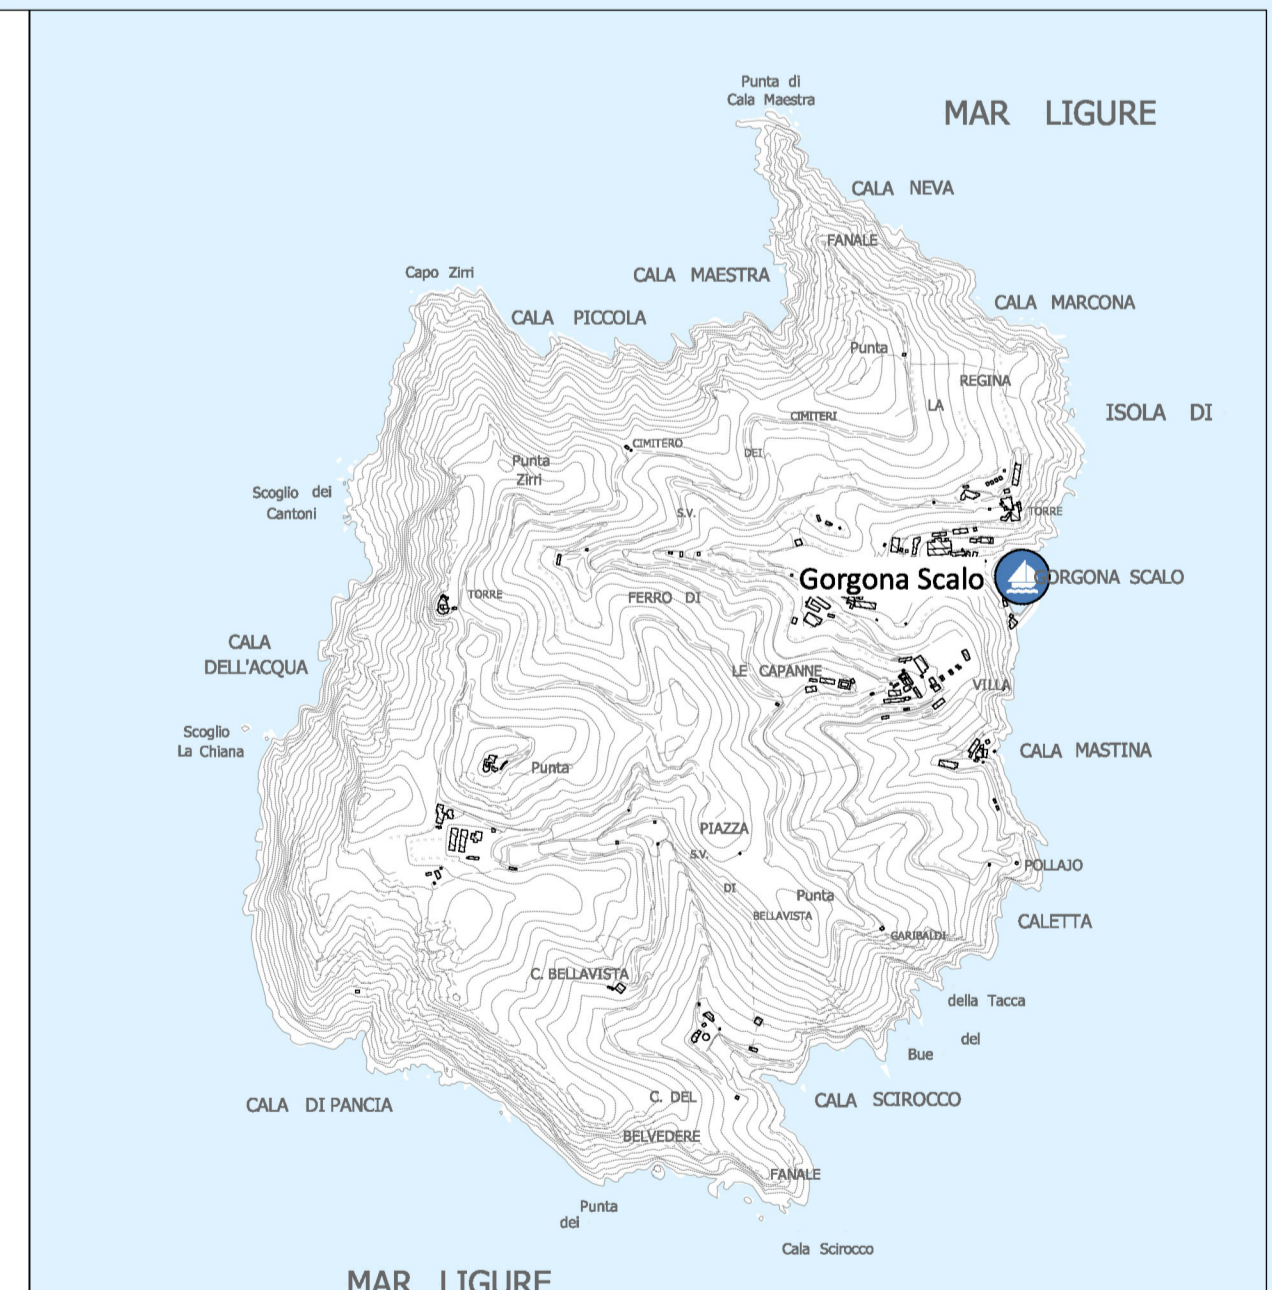 Punta di
Cala Maestra
MAR LIGURE
CALA NEVA
FANALE
Capo Zirri
CALA MAESTRA
CALA MARCONA
CALA PICCOLA
Punta
REGINA
LA
ISOLA DI
CIMITERI
CIMITERO
DEI
Punta
Zirri
Scoglio dei
Cantoni
S.V.
TORRE
Gorgona Scalo
GORGONA SCALO
TORRE
FERRO DI
CALA
DELL'ACQUA
LE CAPANNE
VILLA
Scoglio
La Chiana
CALA MASTINA
Punta
PIAZZA
S.V.
POLLAJO
DI
Punta
BELLAVISTA
CALETTA
GARIBALDI
C. BELLAVISTA
della Tacca
del
Bue
CALA DI PANCIA
C. DEL
CALA SCIROCCO
BELVEDERE
FANALE
Punta
dei
Cala Scirocco
MAR LIGURE